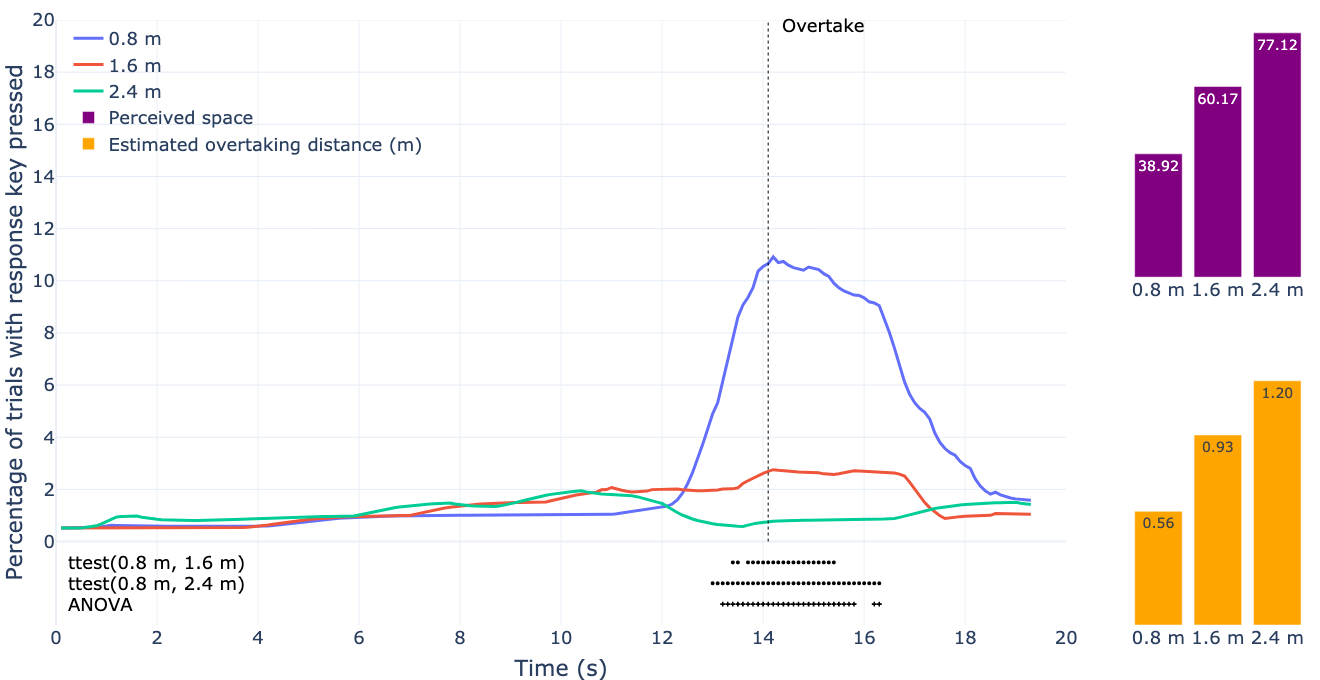 Percentage of trials with response key pressed
20
18
16
14
12
10
8
6
4
2
0
0.8 m
1.6 m
2.4 m
Perceived space
Estimated overtaking distance (m)
Overtake
ttest(0.8 m, 1.6 m)
ttest(0.8 m, 2.4 m)
ANOVA
0 2 4 6 8 10 12 14 16 18 20
Time (s)
38.92 60.17 77.12
0.8 m 1.6 m 2.4 m
0.56 0.93 1.20
0.8 m 1.6 m 2.4 m